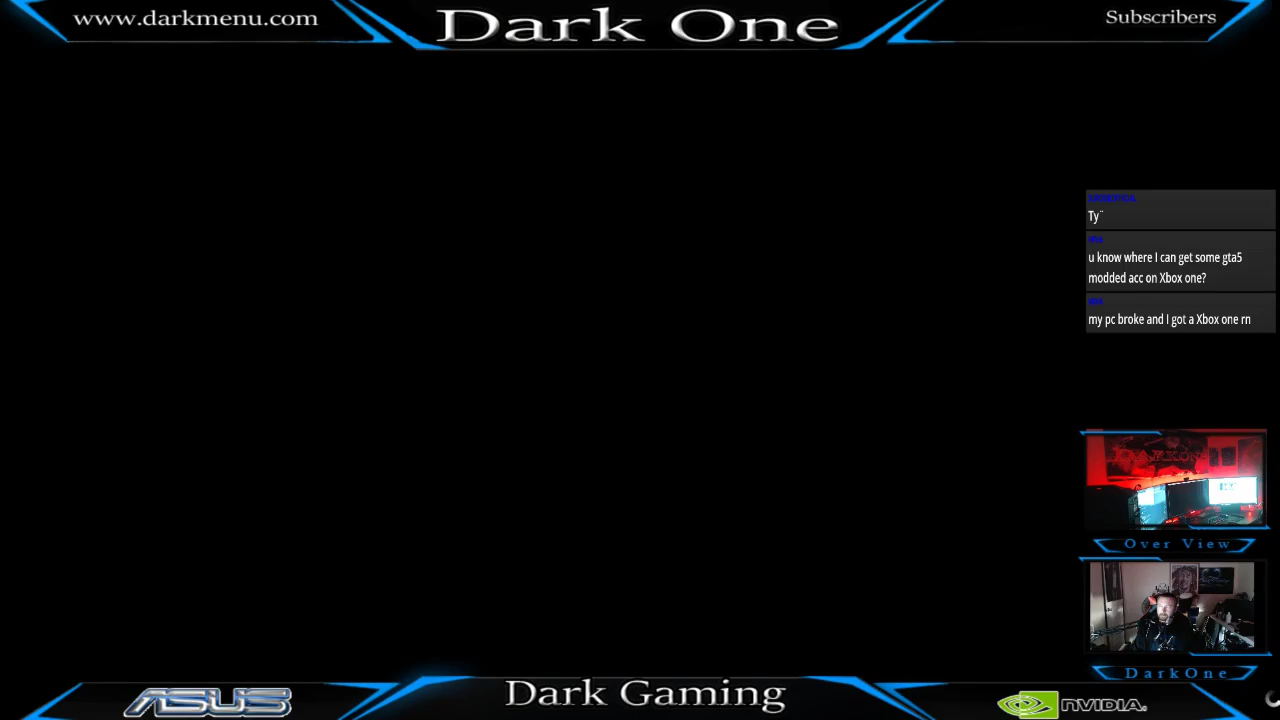 www.darkmenu.com
Dark One
Subscribers
Ty¨
u know where I can get some gta5
modded acc on Xbox one?
my pc broke and I got a Xbox one rn
DARKONE
Over View
DarkOne
ASUS
Dark Gaming
NVIDIA.